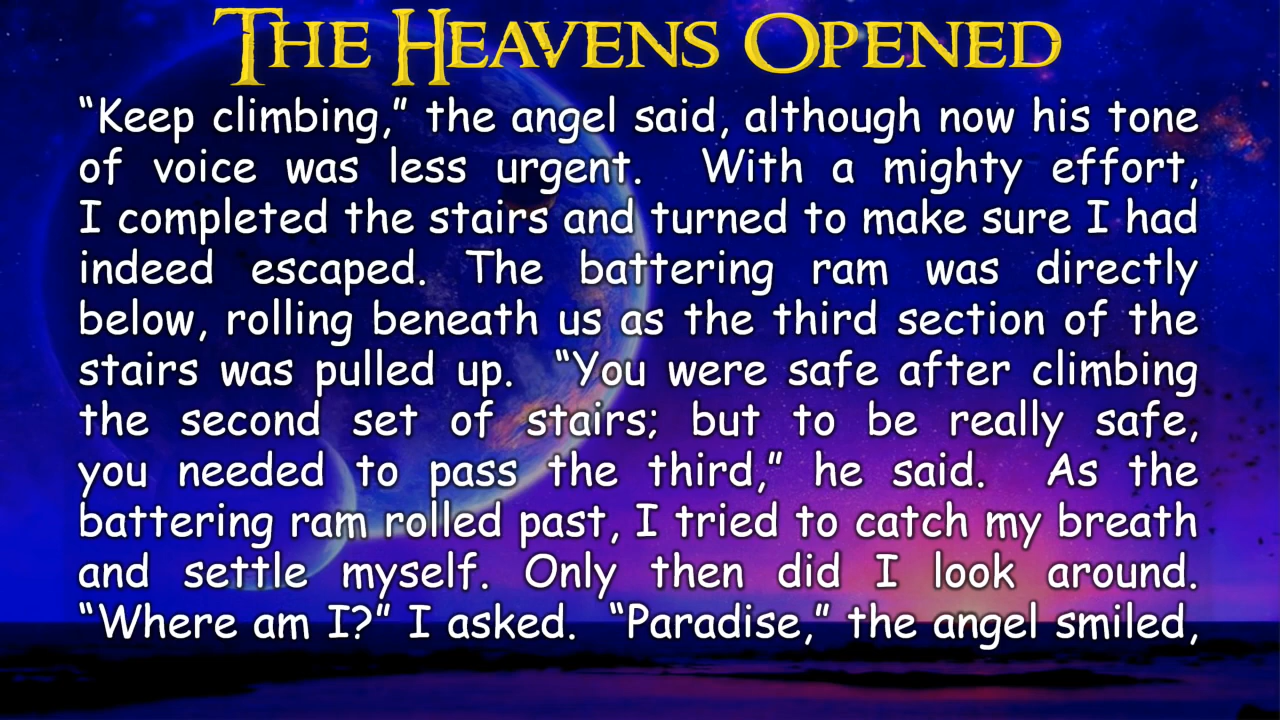 The Heavens Opened
“Keep climbing,” the angel said, although now his tone
of voice was less urgent. With a mighty effort,
I completed the stairs and turned to make sure I had
indeed escaped. The battering ram was directly
below, rolling beneath us as the third section of the
stairs was pulled up. “You were safe after climbing
the second set of stairs; but to be really safe,
you needed to pass the third,” he said. As the
battering ram rolled past, I tried to catch my breath
and settle myself. Only then did I look around.
“Where am I?” I asked. “Paradise,” the angel smiled,